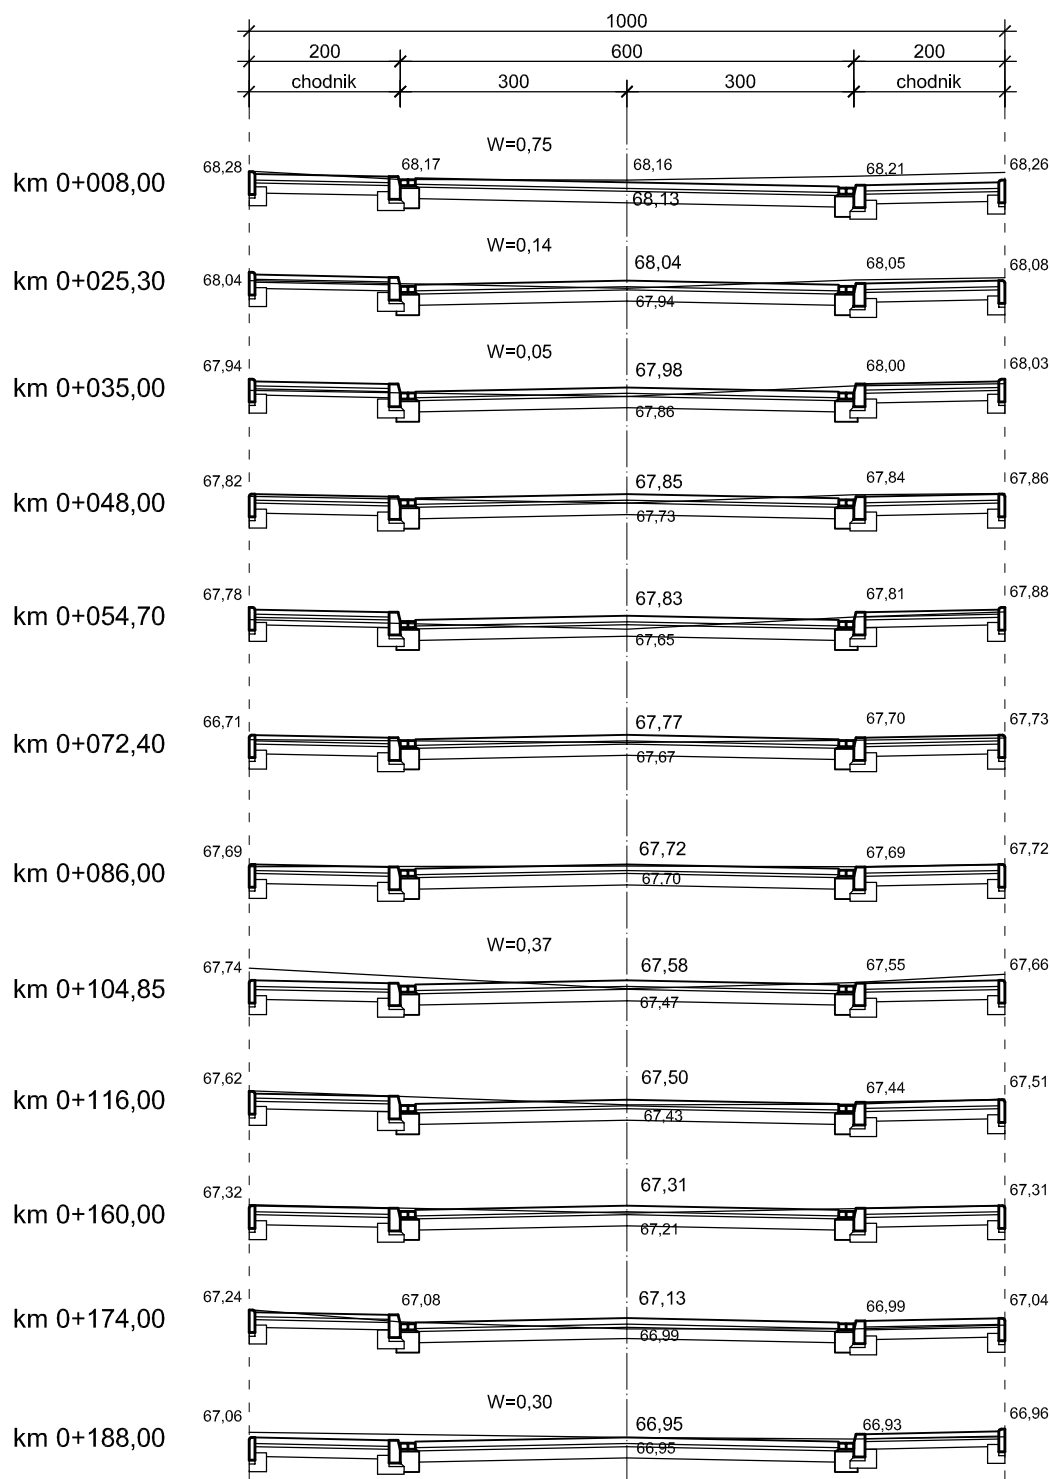 1000
200 600 200
chodnik 300 300 chodnik
W=0,75
km 0+008,00 68,28 68,17 68,16 68,21 68,26
68,13
W=0,14
km 0+025,30 68,04 68,04 68,05 68,08
67,94
W=0,05
km 0+035,00 67,94 67,98 68,00 68,03
67,86
km 0+048,00 67,82 67,85 67,84 67,86
67,73
km 0+054,70 67,78 67,83 67,81 67,88
67,65
km 0+072,40 66,71 67,77 67,70 67,73
67,67
km 0+086,00 67,69 67,72 67,69 67,72
67,70
W=0,37
km 0+104,85 67,74 67,58 67,55 67,66
67,47
km 0+116,00 67,62 67,50 67,44 67,51
67,43
km 0+160,00 67,32 67,31 67,31
67,21
km 0+174,00 67,24 67,08 67,13 66,99 67,04
66,99
W=0,30
km 0+188,00 67,06 66,95 66,93 66,96
66,95